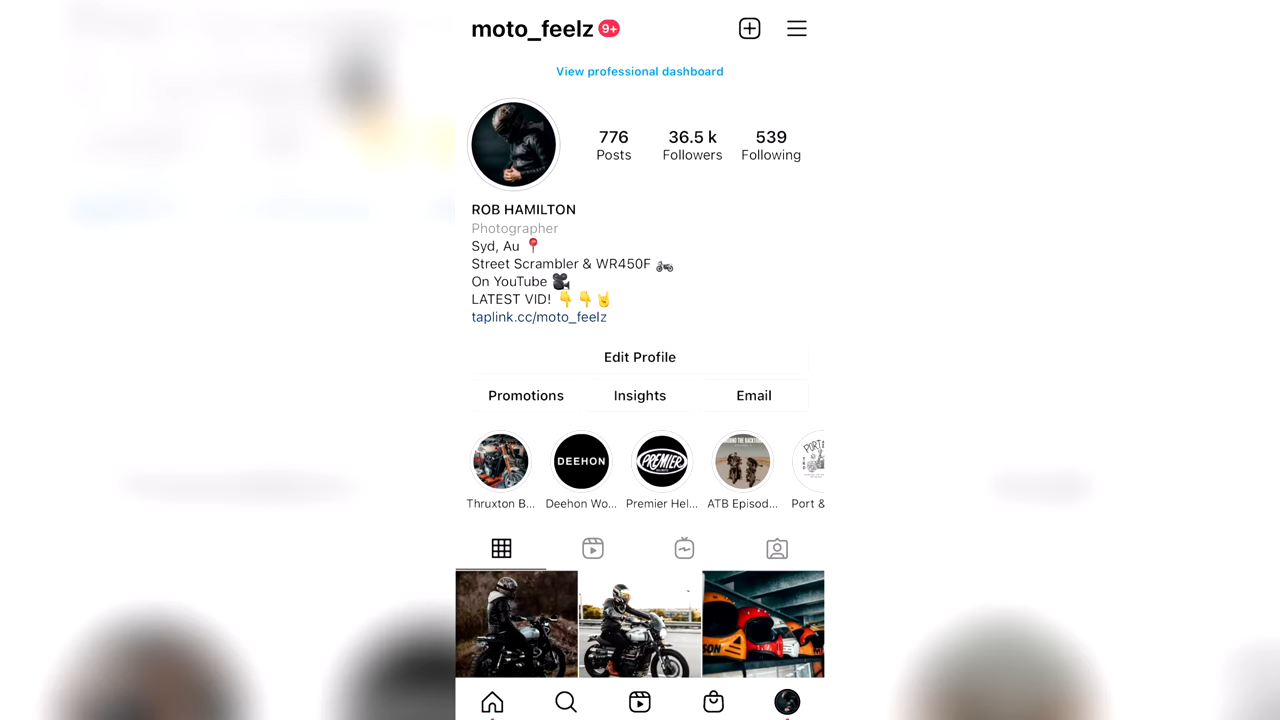 moto_feelz 9+
View professional dashboard
776 36.5 k 539
Posts Followers Following
ROB HAMILTON
Photographer
Syd, Au 📍
Street Scrambler & WR450F 🏍
On YouTube 🎥
LATEST VID! 👇👇🤘
taplink.cc/moto_feelz
Edit Profile
Promotions Insights Email
DEEHON PREMIER PORT
Thruxton B... Deehon Wo... Premier Hel... ATB Episod... Port &